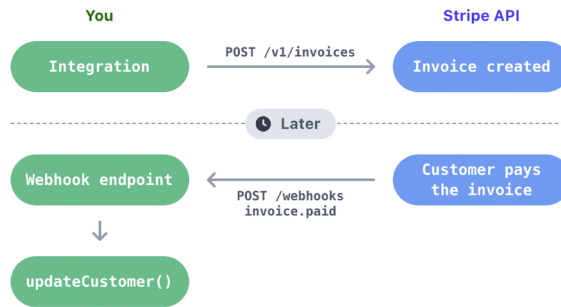 You
Stripe API
Integration
POST /v1/invoices
Invoice created
Later
Webhook endpoint
POST /webhooks
invoice.paid
Customer pays
the invoice
updateCustomer()